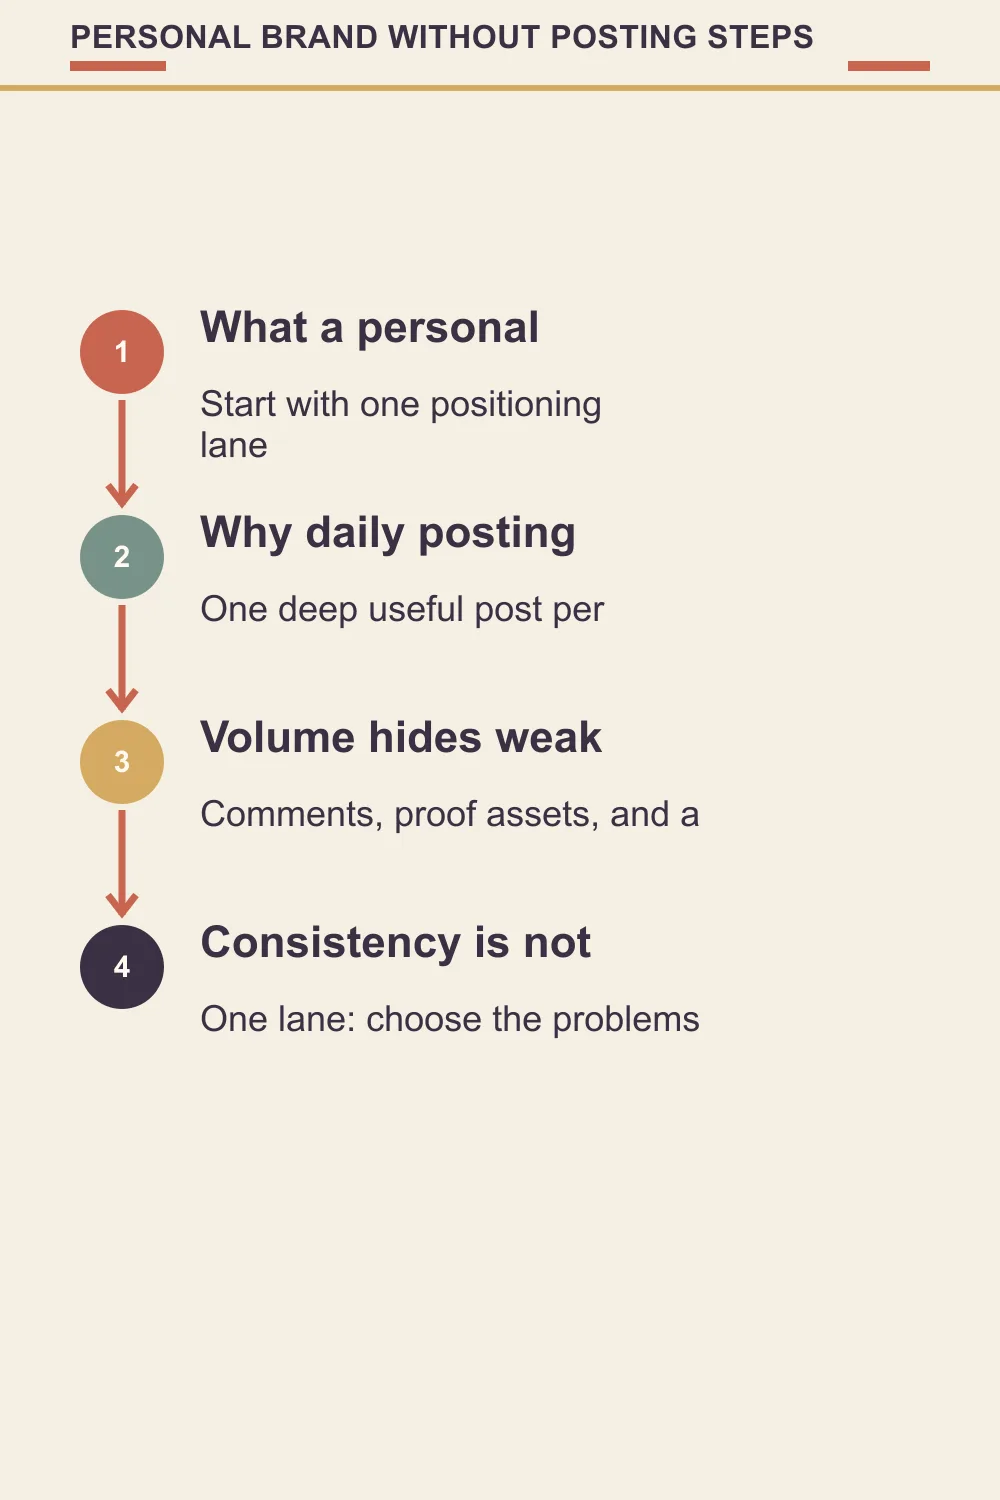 PERSONAL BRAND WITHOUT POSTING STEPS
1
What a personal
Start with one positioning
lane
2
Why daily posting
One deep useful post per
3
Volume hides weak
Comments, proof assets, and a
4
Consistency is not
One lane: choose the problems